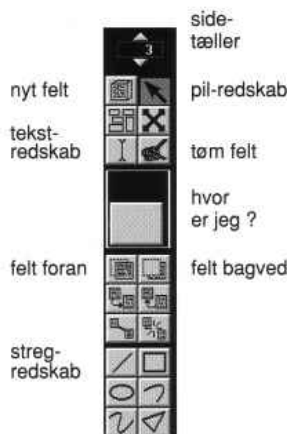 side-
tæller
3
nyt felt
pil-redskab
tekst-
redskab
tøm felt
hvor
er jeg ?
felt foran
felt bagved
streg-
redskab